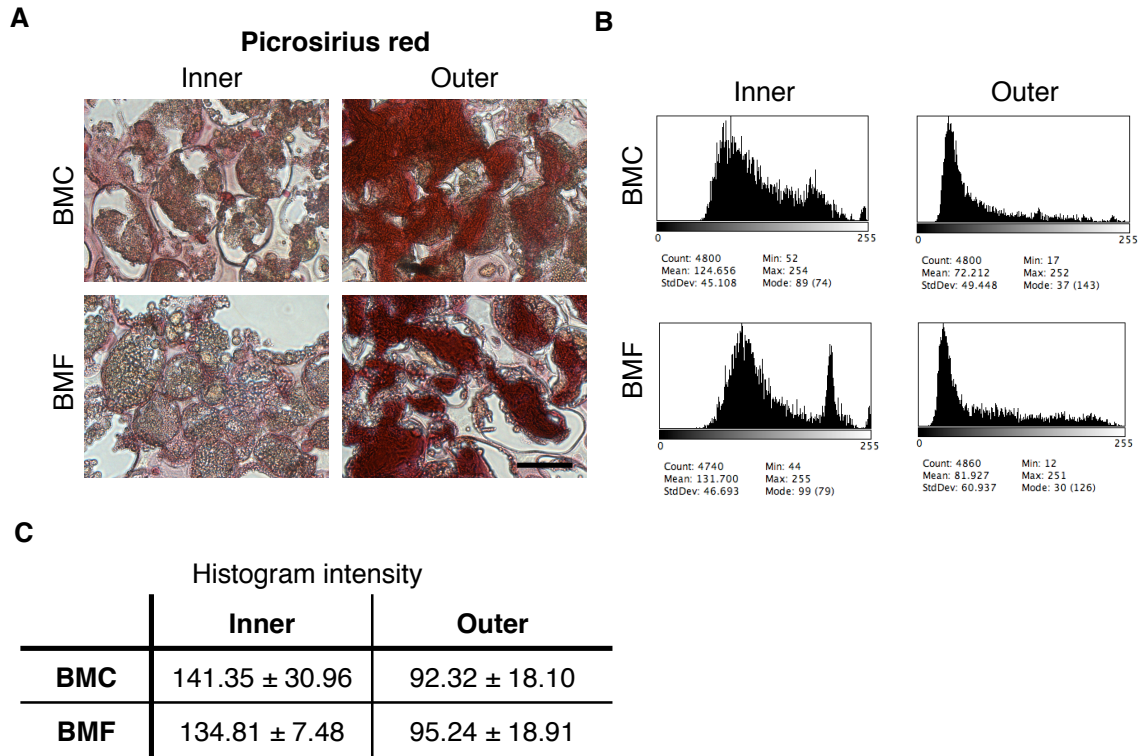 A
Picrosirius red
Inner
Outer
BMC
BMF
B
Inner
Outer
BMC
0
255
Count: 4800
Min: 52
Mean: 124.656
Max: 254
StdDev: 45.108
Mode: 89 (74)
0
255
Count: 4800
Min: 17
Mean: 72.212
Max: 252
StdDev: 49.448
Mode: 37 (143)
BMF
0
255
Count: 4740
Min: 44
Mean: 131.700
Max: 255
StdDev: 46.693
Mode: 99 (79)
0
255
Count: 4860
Min: 12
Mean: 81.927
Max: 251
StdDev: 60.937
Mode: 30 (126)
C
Histogram intensity
Inner
Outer
BMC
141.35 ± 30.96
92.32 ± 18.10
BMF
134.81 ± 7.48
95.24 ± 18.91